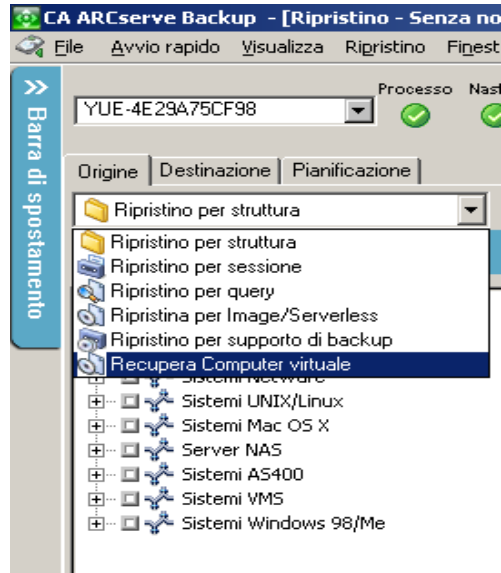 CA ARCserve Backup - [Ripristino - Senza no
File Avvio rapido Visualizza Ripristino Finest
Barra di spostamento
Processo Nast
YUE-4E29A75CF98
Origine Destinazione Pianificazione
Ripristino per struttura
Ripristino per struttura
Ripristino per sessione
Ripristino per query
Ripristina per Image/Serverless
Ripristino per supporto di backup
Recupera Computer virtuale
Sistemi NetWare
Sistemi UNIX/Linux
Sistemi Mac OS X
Server NAS
Sistemi AS400
Sistemi VMS
Sistemi Windows 98/Me